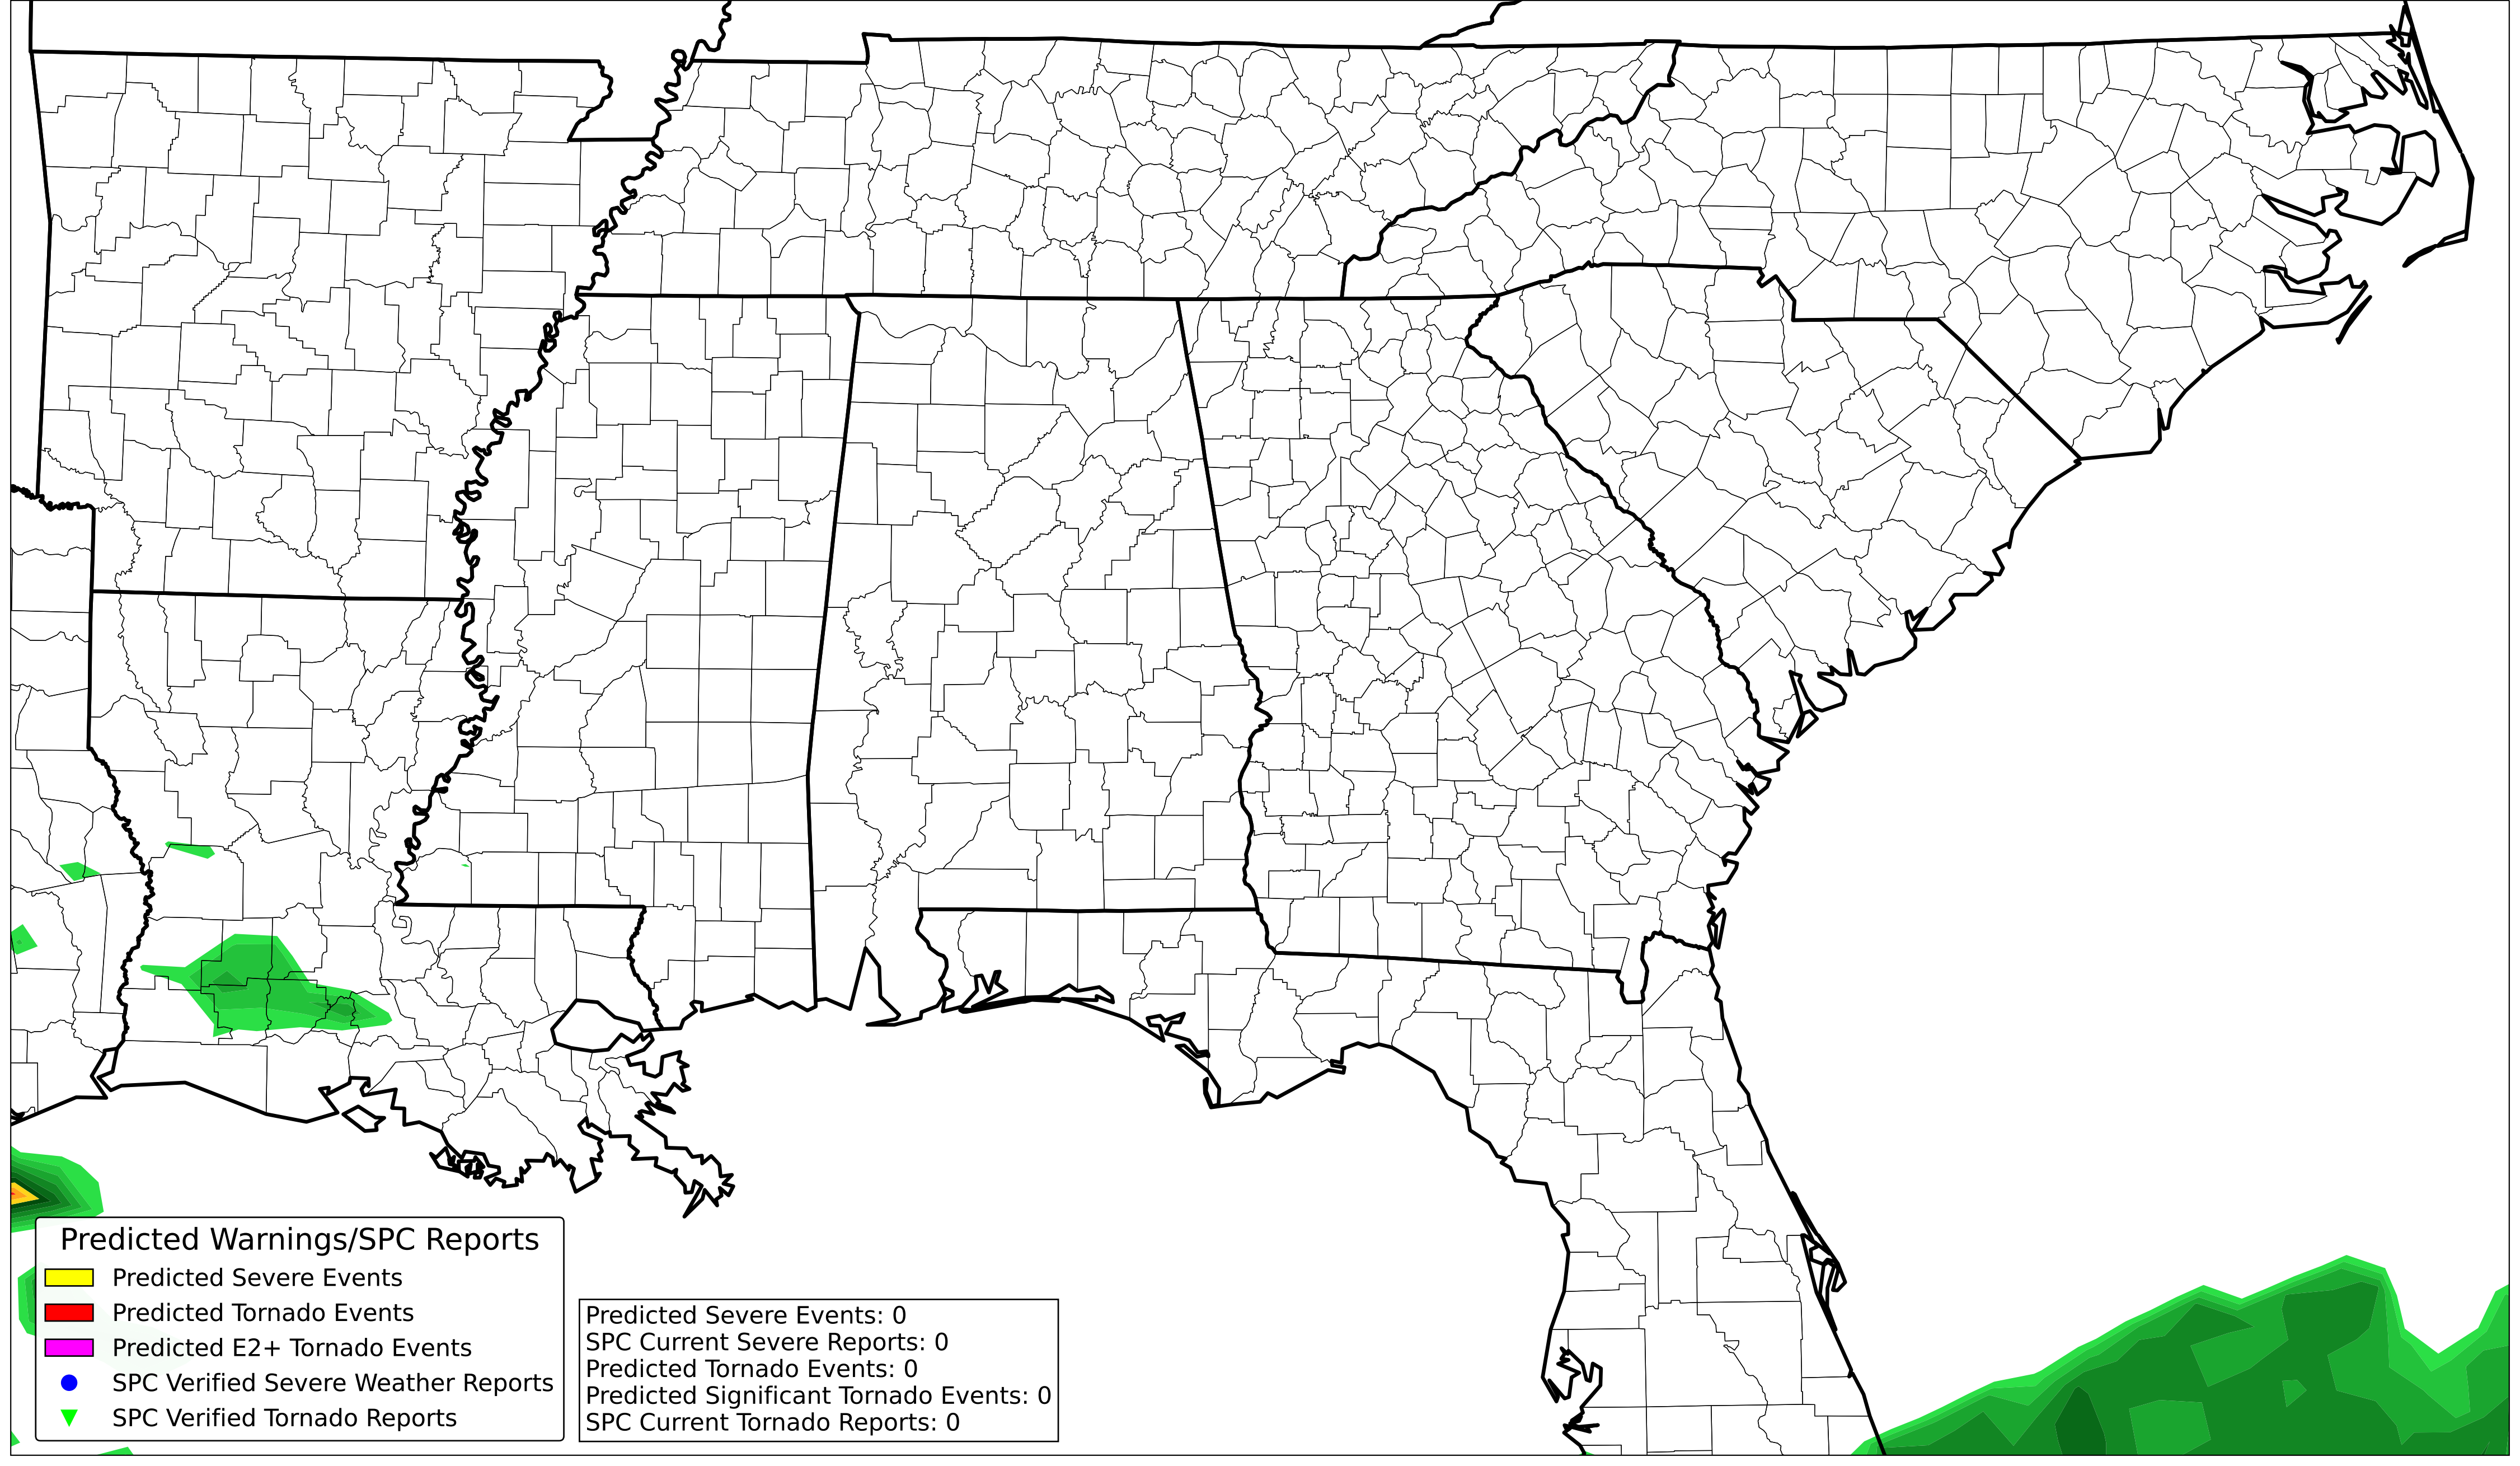 Predicted Warnings/SPC Reports
Predicted Severe Events
Predicted Tornado Events
Predicted E2+ Tornado Events
SPC Verified Severe Weather Reports
SPC Verified Tornado Reports
Predicted Severe Events: 0
SPC Current Severe Reports: 0
Predicted Tornado Events: 0
Predicted Significant Tornado Events: 0
SPC Current Tornado Reports: 0